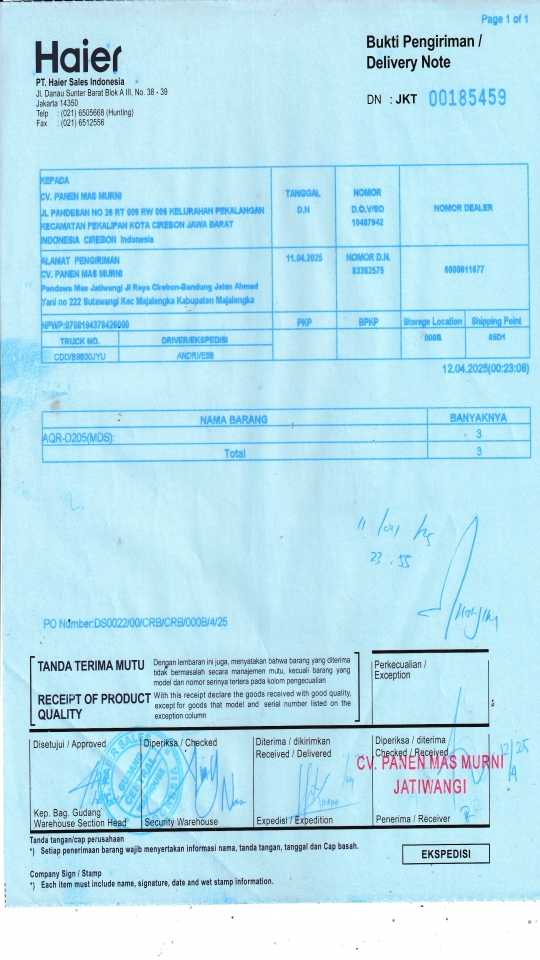 Page 1 of 1
Haier
Bukti Pengiriman /
Delivery Note
PT. Haier Sales Indonesia
Jl. Danau Sunter Barat Blok A III, No. 38 - 39
Jakarta 14350
Telp : (021) 6505668 (Hunting)
Fax : (021) 6512556
DN : JKT 00185459
KEPADA
CV. PANEN MAS MURNI
JL PANDESAN NO 26 RT 006 RW 006 KELURAHAN PEKALANGAN
KECAMATAN PEKALIPAN KOTA CIREBON JAWA BARAT
INDONESIA CIREBON Indonesia
TANGGAL
D.N
NOMOR
D.O.V/SO
10487942
NOMOR DEALER
ALAMAT PENGIRIMAN
CV. PANEN MAS MURNI
Pandawa Mas Jatiwangi Jl Raya Cirebon-Bandung Jalan Ahmad
Yani no 222 Sutawangi Kec Majalengka Kabupaten Majalengka
11.04.2025
NOMOR D.N.
83382575
8000611677
NPWP:0708194378426000
PKP
BPKP
Storage Location
Shipping Point
TRUCK NO.
DRIVER/EKSPEDISI
000B
65D1
CDD/B9800JYU
ANDRI/E88
12.04.2025(00:23:08)
NAMA BARANG
BANYAKNYA
AQR-D205(MDS):
3
Total
3
11/04/25
23.55
PO Number:DS0022/00/CRB/CRB/000B/4/25
TANDA TERIMA MUTU
Dengan lembaran ini juga, menyatakan bahwa barang yang diterima
tidak bermasalah secara manajemen mutu, kecuali barang yang
model dan nomor serinya tertera pada kolom pengecualian
RECEIPT OF PRODUCT
QUALITY
With this receipt declare the goods received with good quality,
except for goods that model and serial number listed on the
exception column
Perkecualian /
Exception
Disetujui / Approved
Diperiksa / Checked
Diterima / dikirimkan
Received / Delivered
Diperiksa / diterima
Checked / Received
CV. PANEN MAS MURNI
JATIWANGI
Kep. Bag. Gudang
Warehouse Section Head
Security Warehouse
Expedisi / Expedition
Penerima / Receiver
Tanda tangan/cap perusahaan
*) Setiap penerimaan barang wajib menyertakan informasi nama, tanda tangan, tanggal dan Cap basah.
EKSPEDISI
Company Sign / Stamp
*) Each item must include name, signature, date and wet stamp information.